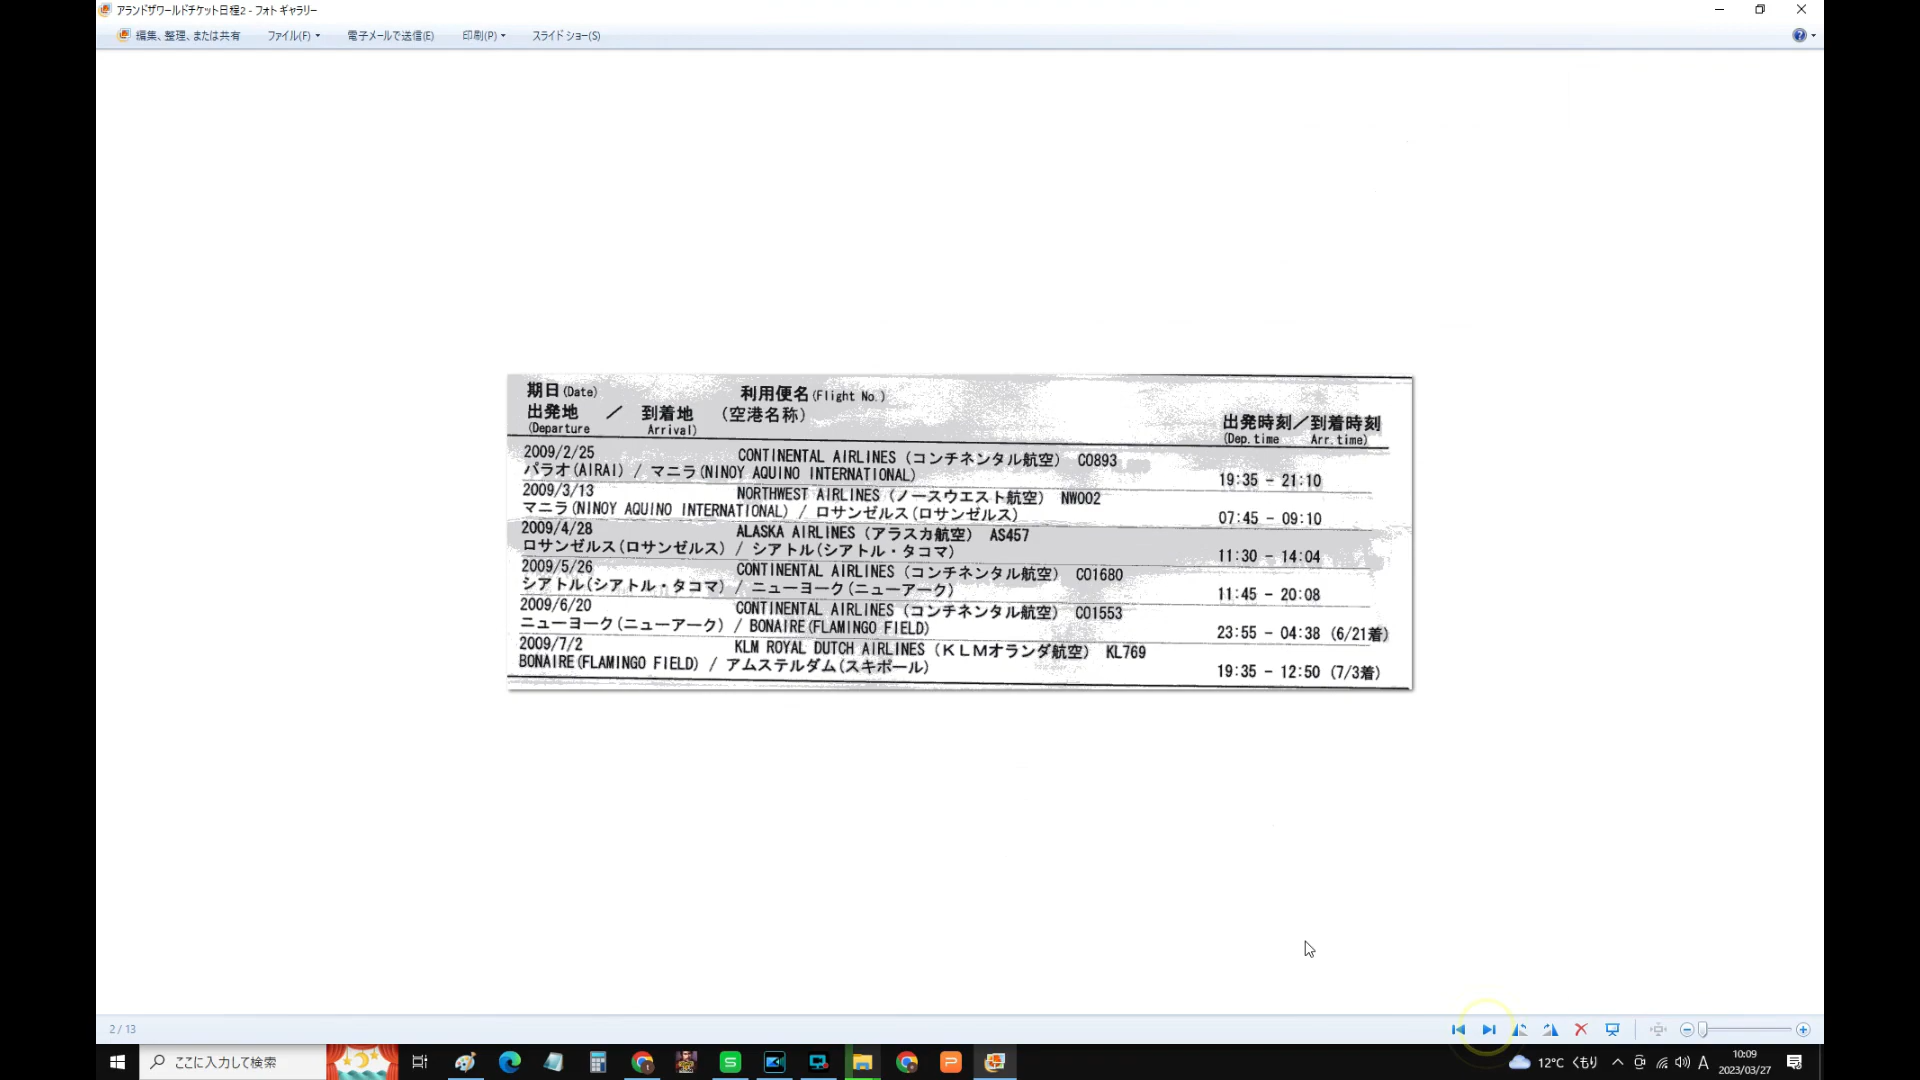 アランドザワールドチケット日程2 - フォト ギャラリー
編集、整理、または共有 ファイル(F) 電子メールで送信(E) 印刷(P) スライド ショー(S)
期日(Date) 利用便名(Flight No.)
出発地 / 到着地 (空港名称) 出発時刻/到着時刻
(Departure Arrival) (Dep.time Arr.time)
2009/2/25 CONTINENTAL AIRLINES (コンチネンタル航空) CO893
パラオ(AIRAI) / マニラ(NINOY AQUINO INTERNATIONAL) 19:35 - 21:10
2009/3/13 NORTHWEST AIRLINES (ノースウエスト航空) NW002
マニラ(NINOY AQUINO INTERNATIONAL) / ロサンゼルス(ロサンゼルス) 07:45 - 09:10
2009/4/28 ALASKA AIRLINES (アラスカ航空) AS457
ロサンゼルス(ロサンゼルス) / シアトル(シアトル・タコマ) 11:30 - 14:04
2009/5/26 CONTINENTAL AIRLINES (コンチネンタル航空) CO1680
シアトル(シアトル・タコマ) / ニューヨーク(ニューアーク) 11:45 - 20:08
2009/6/20 CONTINENTAL AIRLINES (コンチネンタル航空) CO1553
ニューヨーク(ニューアーク) / BONAIRE(FLAMINGO FIELD) 23:55 - 04:38 (6/21着)
2009/7/2 KLM ROYAL DUTCH AIRLINES (KLMオランダ航空) KL769
BONAIRE(FLAMINGO FIELD) / アムステルダム(スキポール) 19:35 - 12:50 (7/3着)
2 / 13
ここに入力して検索 12°C くもり A 10:09
2023/03/27